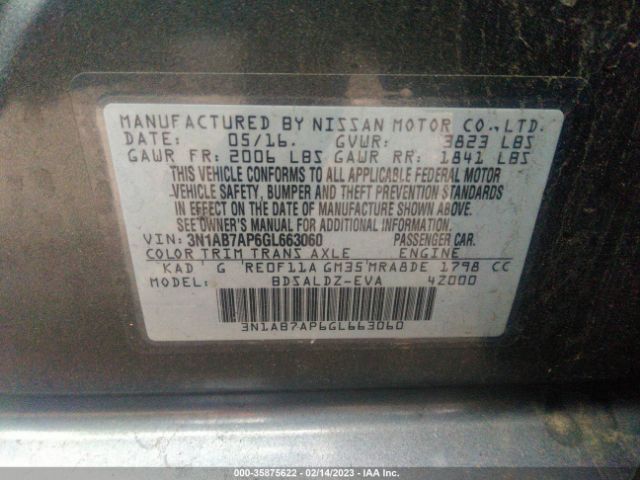 MANUFACTURED BY NISSAN MOTOR CO.,LTD.
DATE: 05/16. GVWR: 3823 LBS
GAWR FR: 2006 LBS GAWR RR: 1841 LBS
THIS VEHICLE CONFORMS TO ALL APPLICABLE FEDERAL MOTOR
VEHICLE SAFETY, BUMPER AND THEFT PREVENTION STANDARDS
IN EFFECT ON THE DATE OF MANUFACTURE SHOWN ABOVE.
SEE OWNER'S MANUAL FOR ADDITIONAL INFORMATION.
VIN: 3N1AB7AP6GL663060 PASSENGER CAR.
COLOR TRIM TRANS AXLE ENGINE
KAD G RE0F11A GM35 MRA8DE 1798 CC
MODEL: BDSALDZ-EVA 42000
3N1AB7AP6GL663060
000-35875622 - 02/14/2023 - IAA Inc.